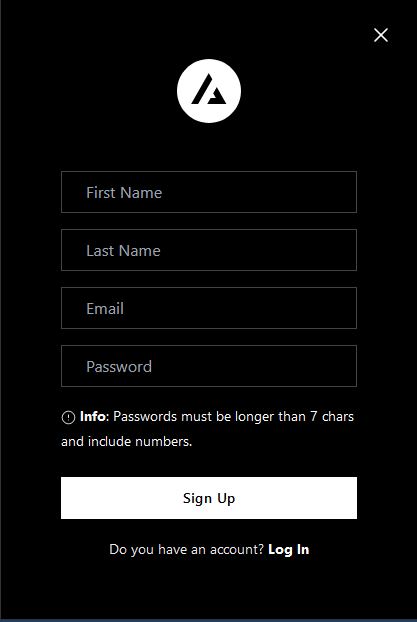 First Name
Last Name
Email
Password
Info: Passwords must be longer than 7 chars
and include numbers.
Sign Up
Do you have an account? Log In